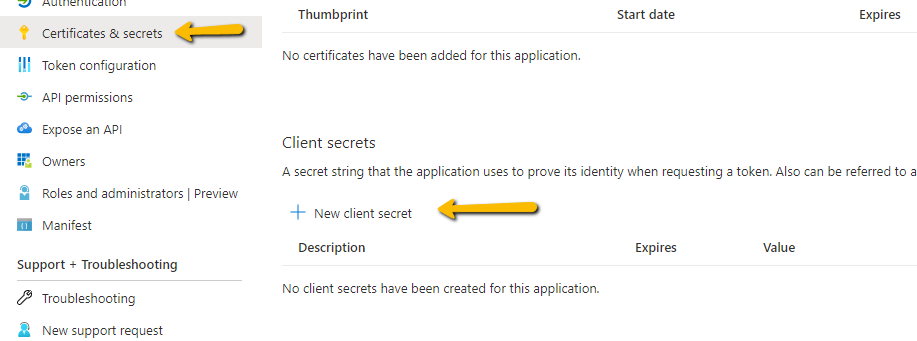 Authentication
Thumbprint Start date Expires
Certificates & secrets
No certificates have been added for this application.
Token configuration
API permissions
Expose an API
Client secrets
Owners
A secret string that the application uses to prove its identity when requesting a token. Also can be referred to a
Roles and administrators | Preview
New client secret
Manifest
Description Expires Value
Support + Troubleshooting
No client secrets have been created for this application.
Troubleshooting
New support request